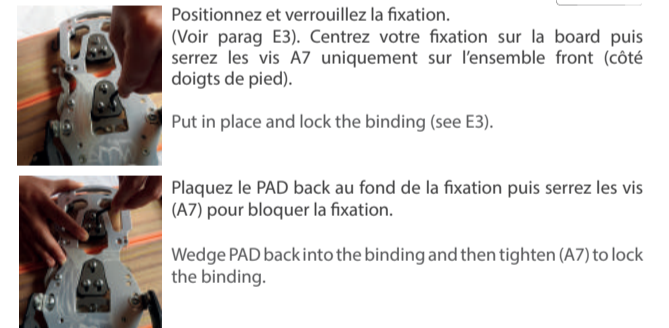 Positionnez et verrouillez la fixation.
(Voir parag E3). Centrez votre fixation sur la board puis
serrez les vis A7 uniquement sur l'ensemble front (côté
doigts de pied).
Put in place and lock the binding (see E3).
Plaquez le PAD back au fond de la fixation puis serrez les vis
(A7) pour bloquer la fixation.
Wedge PAD back into the binding and then tighten (A7) to lock
the binding.